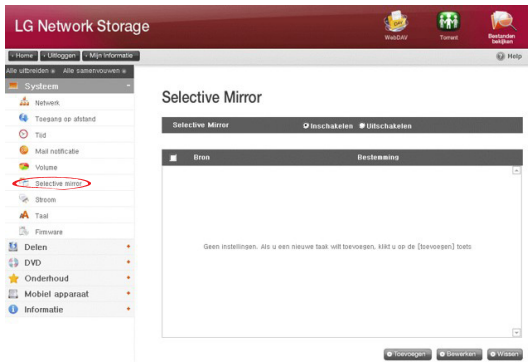 LG Network Storage
WebDAV
Torrent
Bestanden bekijken
Home Uitloggen Mijn Informatie
Help
Alle uitbreiden Alle samenvouwen
Systeem
Netwerk
Toegang op afstand
Tijd
Mail notificatie
Volume
Selective mirror
Stroom
Taal
Firmware
Delen
DVD
Onderhoud
Mobiel apparaat
Informatie
Selective Mirror
Selective Mirror Inschakelen Uitschakelen
Bron Bestemming
Geen instellingen. Als u een nieuwe taak wilt toevoegen, klikt u op de [toevoegen] toets
Toevoegen Bewerken Wissen